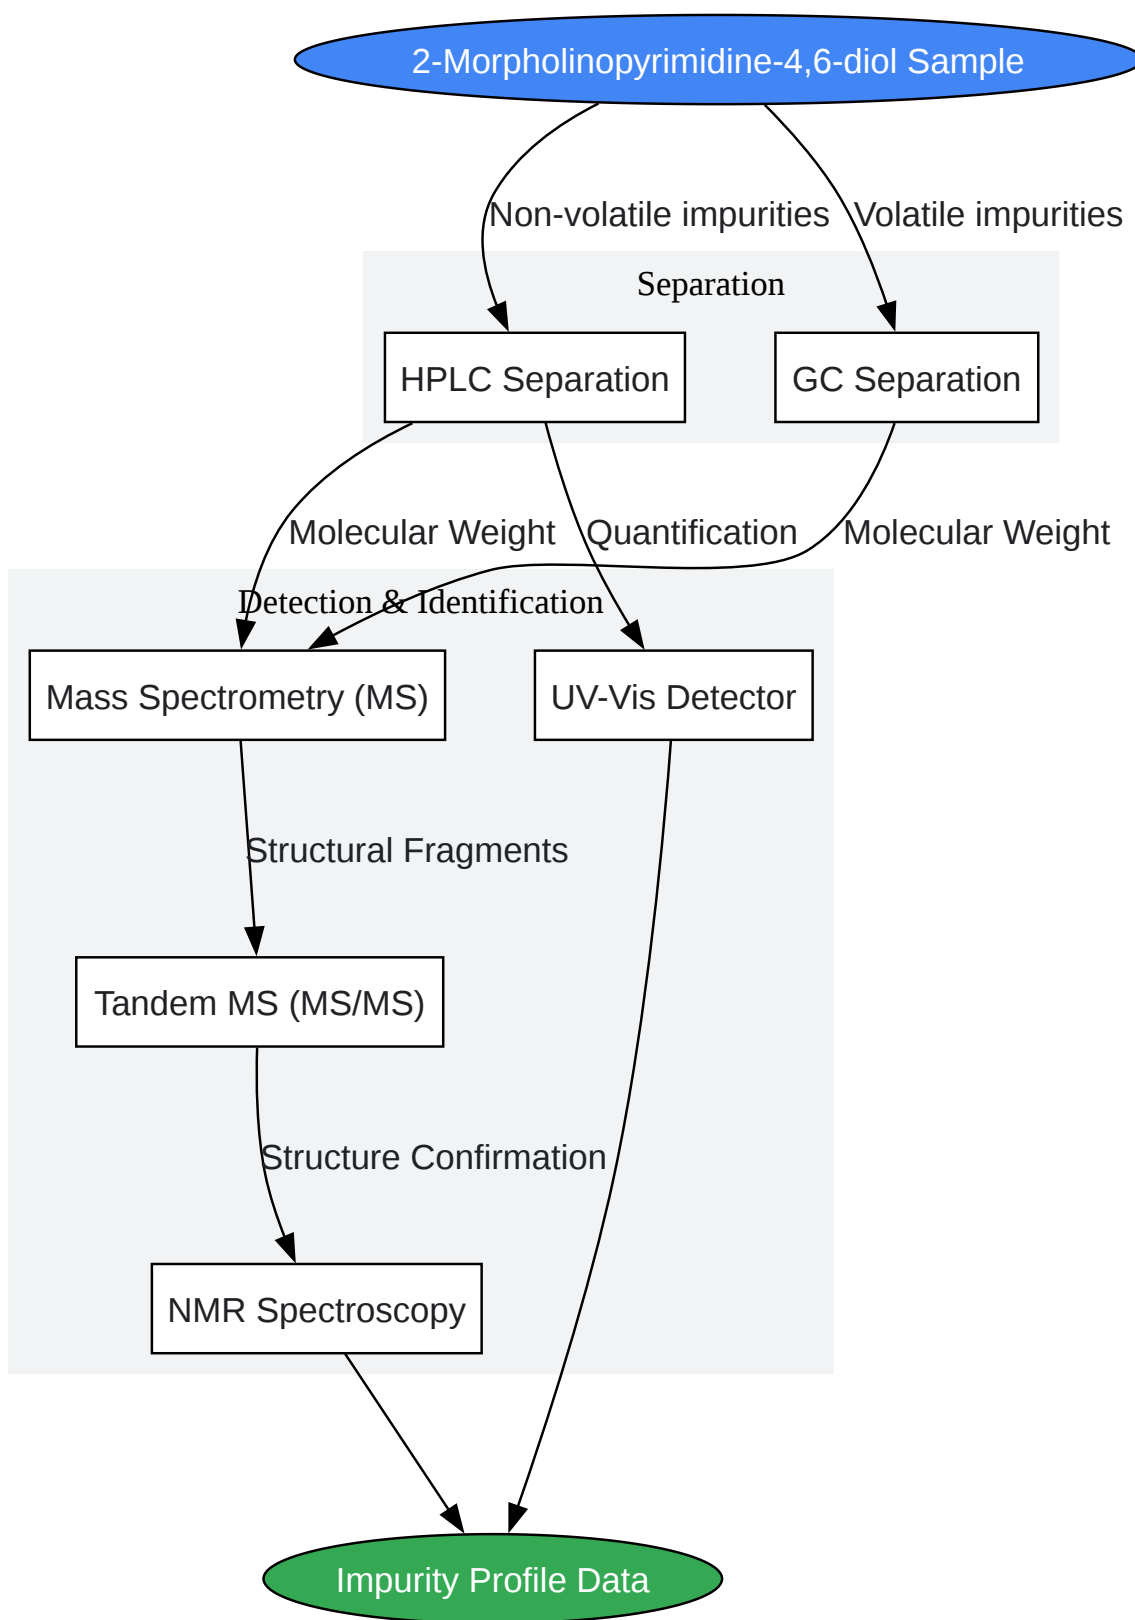 2-Morpholinopyrimidine-4,6-diol Sample
Non-volatile impurities
Volatile impurities
Separation
HPLC Separation
GC Separation
Molecular Weight
Quantification
Molecular Weight
Detection & Identification
Mass Spectrometry (MS)
UV-Vis Detector
Structural Fragments
Tandem MS (MS/MS)
Structure Confirmation
NMR Spectroscopy
Impurity Profile Data